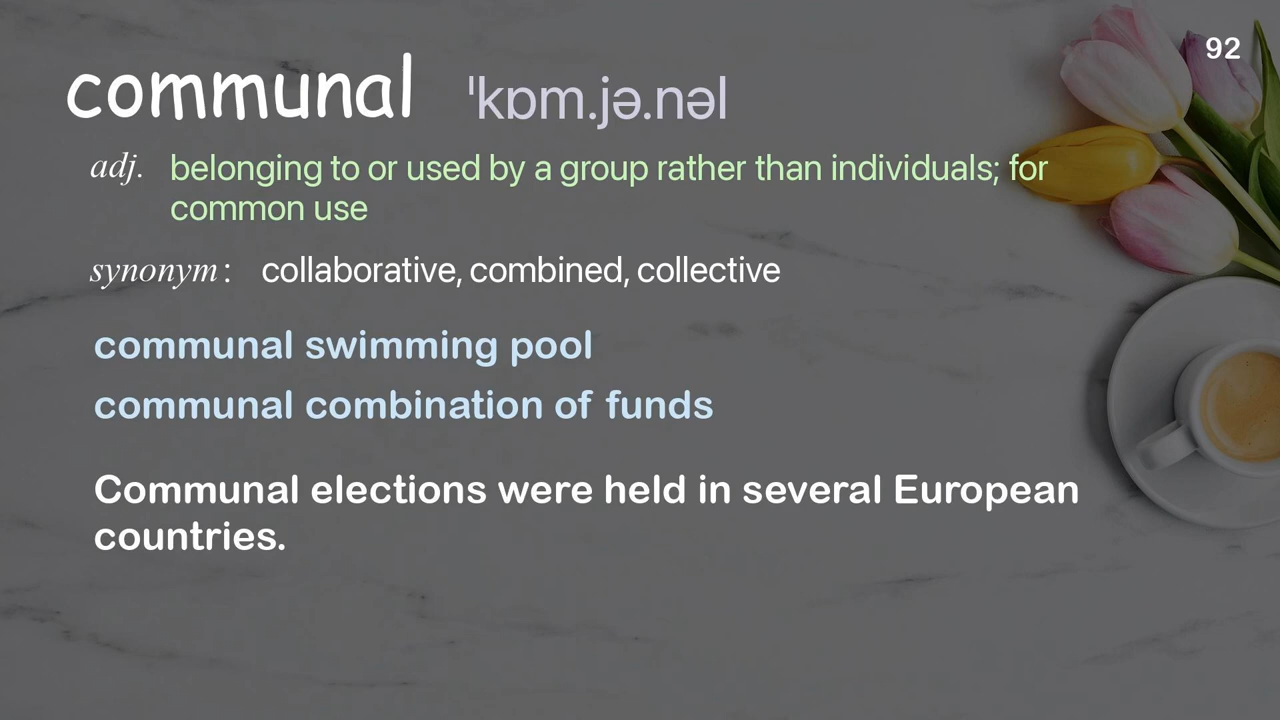 92
communal ˈkɒm.jə.nəl
adj. belonging to or used by a group rather than individuals; for
common use
synonym : collaborative, combined, collective
communal swimming pool
communal combination of funds
Communal elections were held in several European
countries.